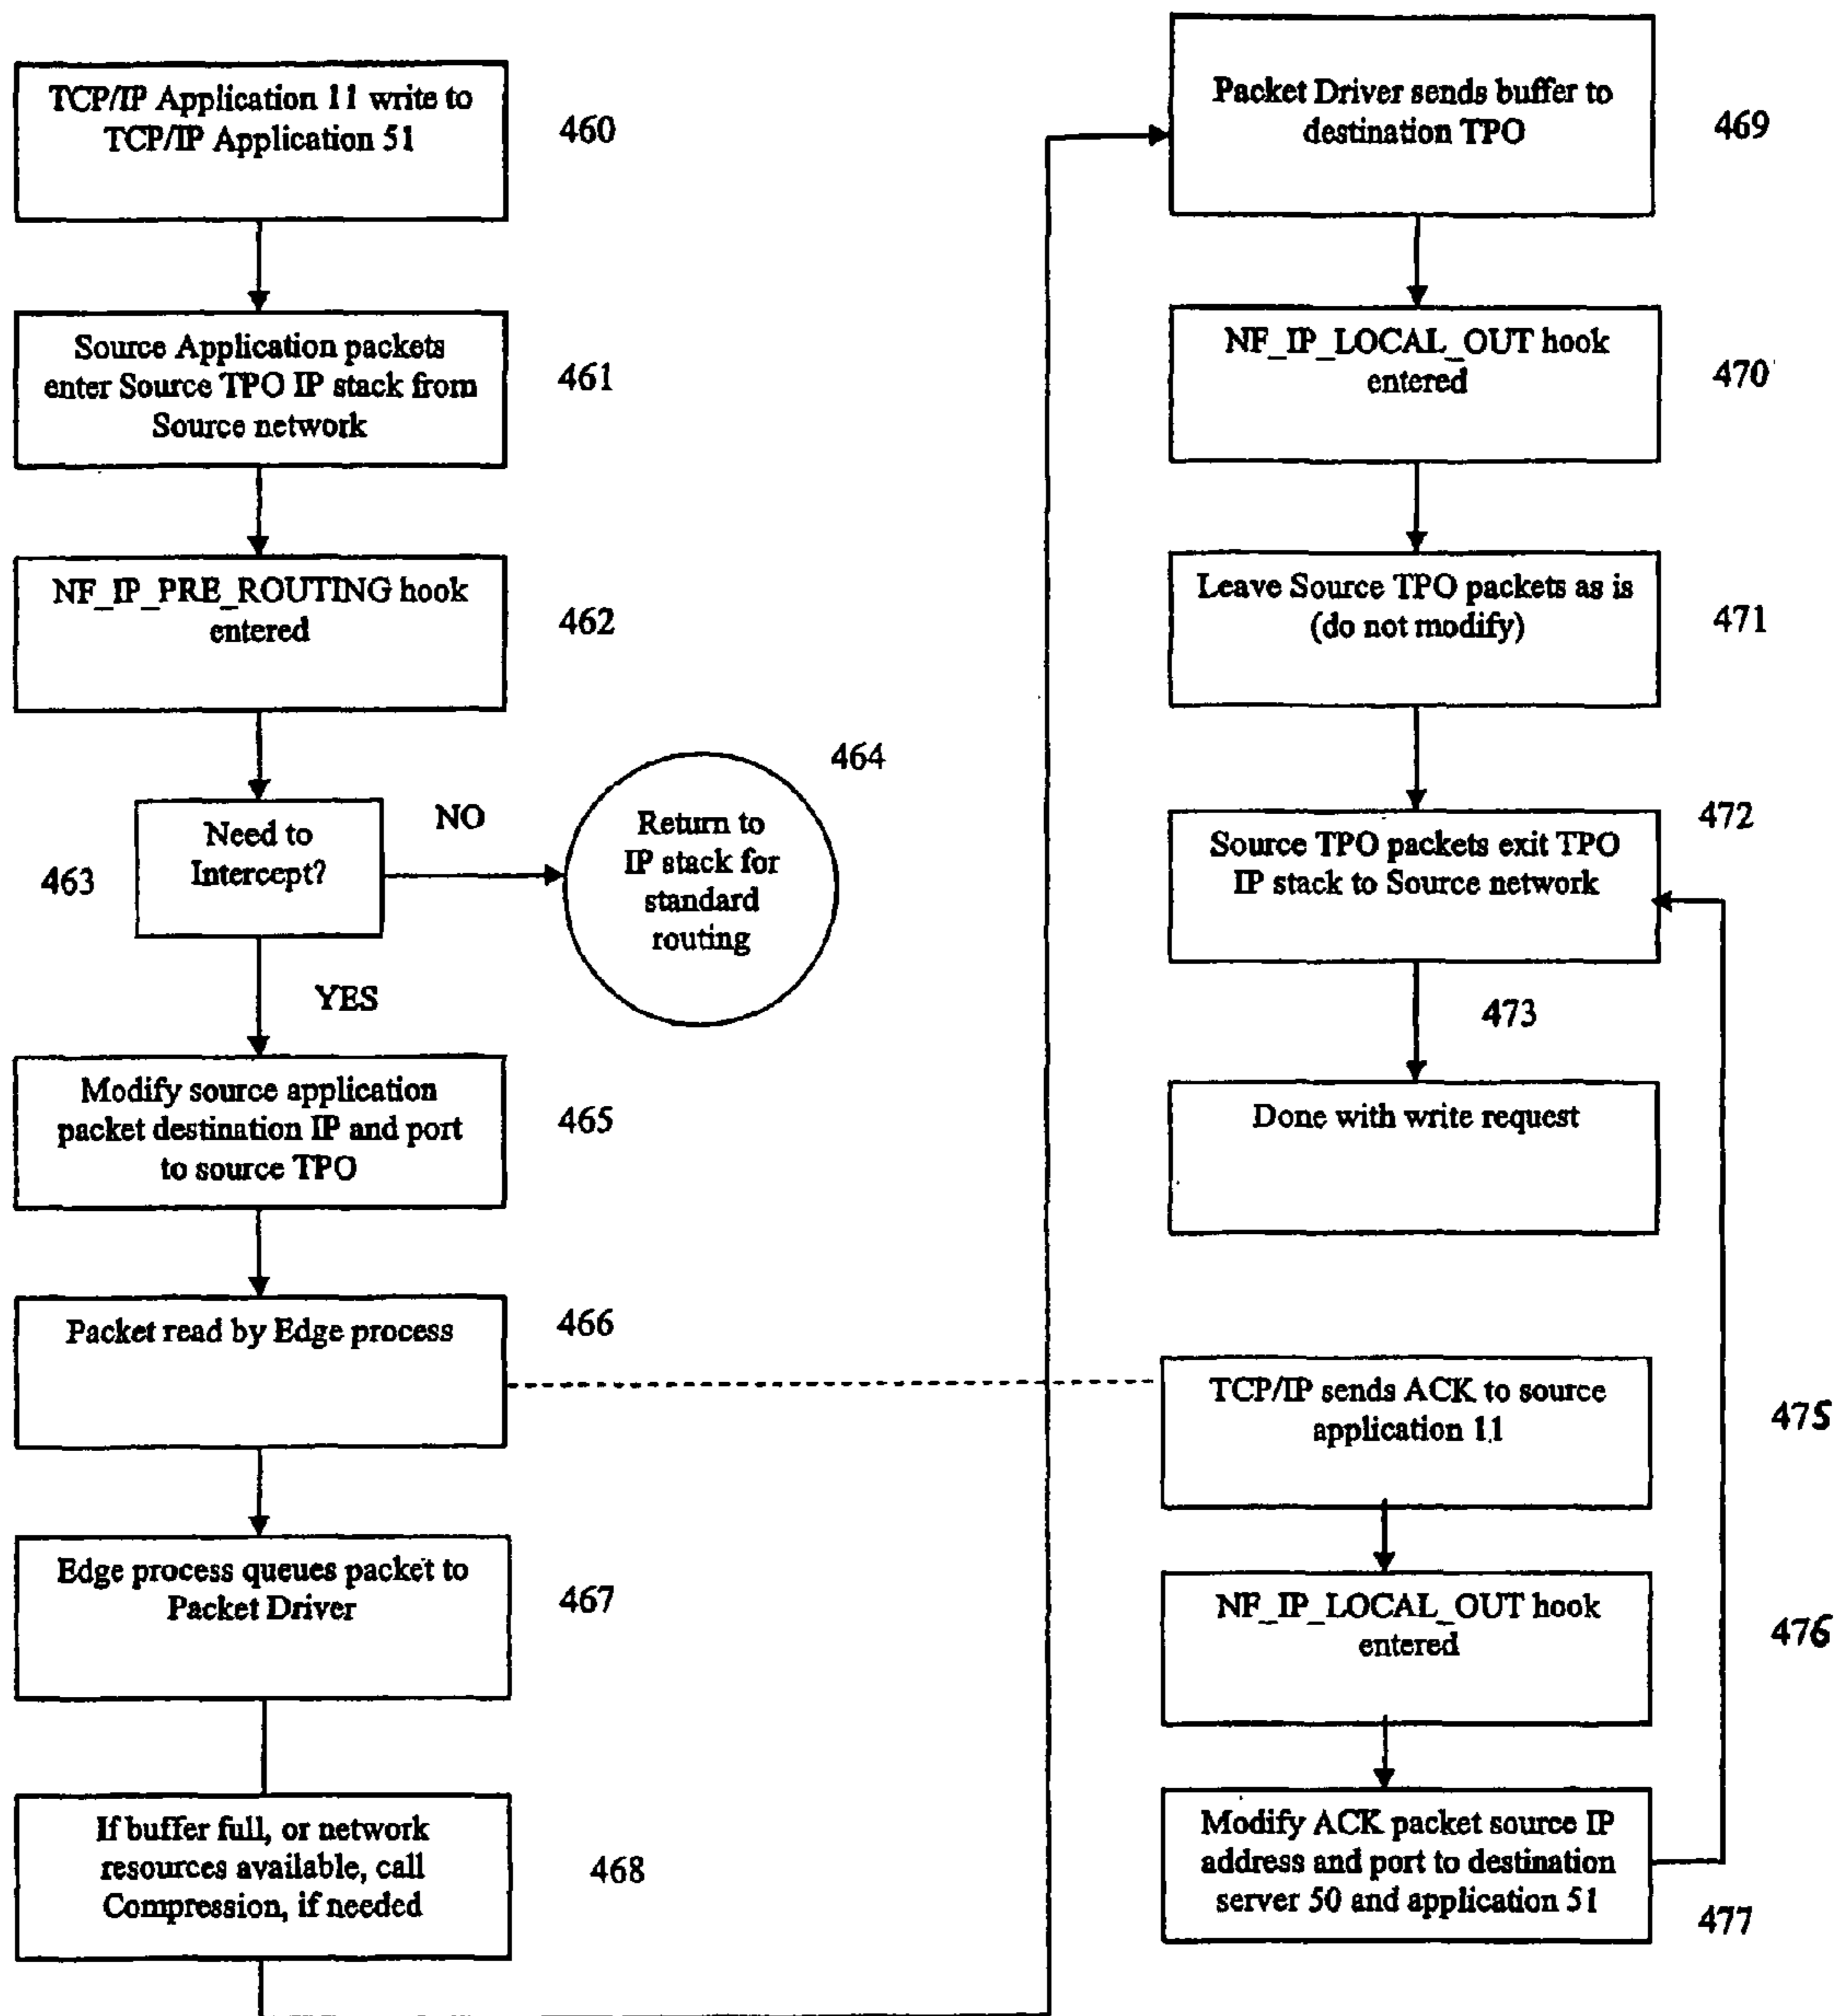 TCP/IP Application 11 write to
TCP/IP Application 51
460
Source Application packets
enter Source TPO IP stack from
Source network
461
NF_IP_PRE_ROUTING hook
entered
462
Need to
Intercept?
463
NO
464
Return to
IP stack for
standard
routing
YES
Modify source application
packet destination IP and port
to source TPO
465
Packet read by Edge process
466
Edge process queues packet to
Packet Driver
467
If buffer full, or network
resources available, call
Compression, if needed
468
Packet Driver sends buffer to
destination TPO
469
NF_IP_LOCAL_OUT hook
entered
470
Leave Source TPO packets as is
(do not modify)
471
472
Source TPO packets exit TPO
IP stack to Source network
473
Done with write request
TCP/IP sends ACK to source
application 11
475
NF_IP_LOCAL_OUT hook
entered
476
Modify ACK packet source IP
address and port to destination
server 50 and application 51
477